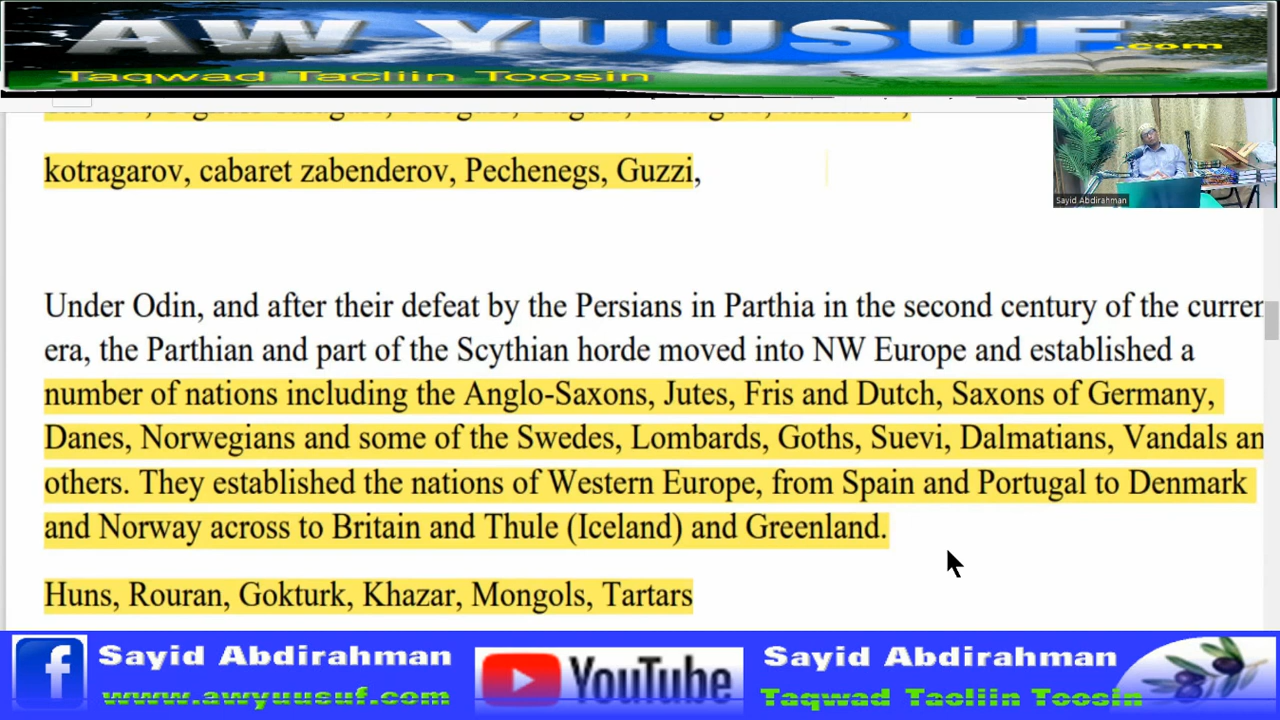 AW YUUSUF.com
Taqwad Tacliin Toosin
kotragarov, cabaret zabenderov, Pechenegs, Guzzi,
Sayid Abdirahman
Under Odin, and after their defeat by the Persians in Parthia in the second century of the curren
era, the Parthian and part of the Scythian horde moved into NW Europe and established a
number of nations including the Anglo-Saxons, Jutes, Fris and Dutch, Saxons of Germany,
Danes, Norwegians and some of the Swedes, Lombards, Goths, Suevi, Dalmatians, Vandals an
others. They established the nations of Western Europe, from Spain and Portugal to Denmark
and Norway across to Britain and Thule (Iceland) and Greenland.
Huns, Rouran, Gokturk, Khazar, Mongols, Tartars
f Sayid Abdirahman
www.awyuusuf.com
YouTube
Sayid Abdirahman
Taqwad Tacliin Toosin